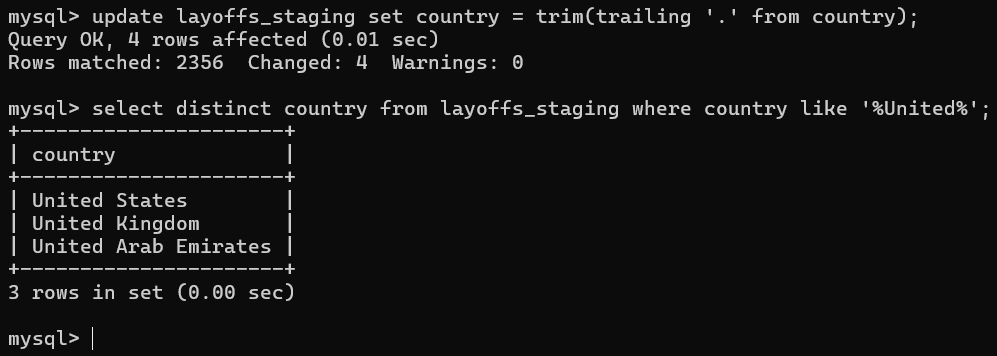 mysql> update layoffs_staging set country = trim(trailing '.' from country);
Query OK, 4 rows affected (0.01 sec)
Rows matched: 2356  Changed: 4  Warnings: 0

mysql> select distinct country from layoffs_staging where country like '%United%';
+----------------------+
| country              |
+----------------------+
| United States        |
| United Kingdom       |
| United Arab Emirates |
+----------------------+
3 rows in set (0.00 sec)

mysql>